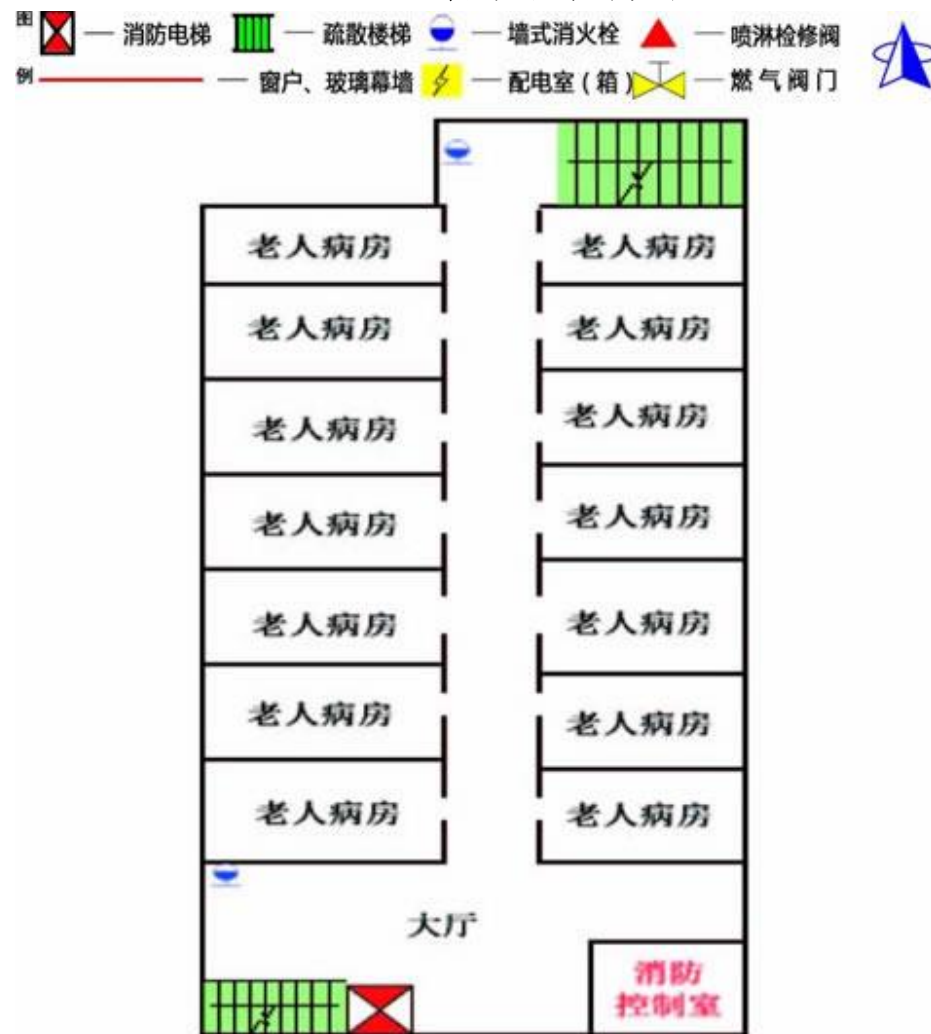 图 — 消防电梯 — 疏散楼梯 — 墙式消火栓 — 喷淋检修阀
例 — 窗户、玻璃幕墙 — 配电室(箱) — 燃气阀门
老人病房 老人病房
老人病房 老人病房
老人病房 老人病房
老人病房 老人病房
老人病房 老人病房
老人病房 老人病房
老人病房 老人病房
大厅
消防
控制室